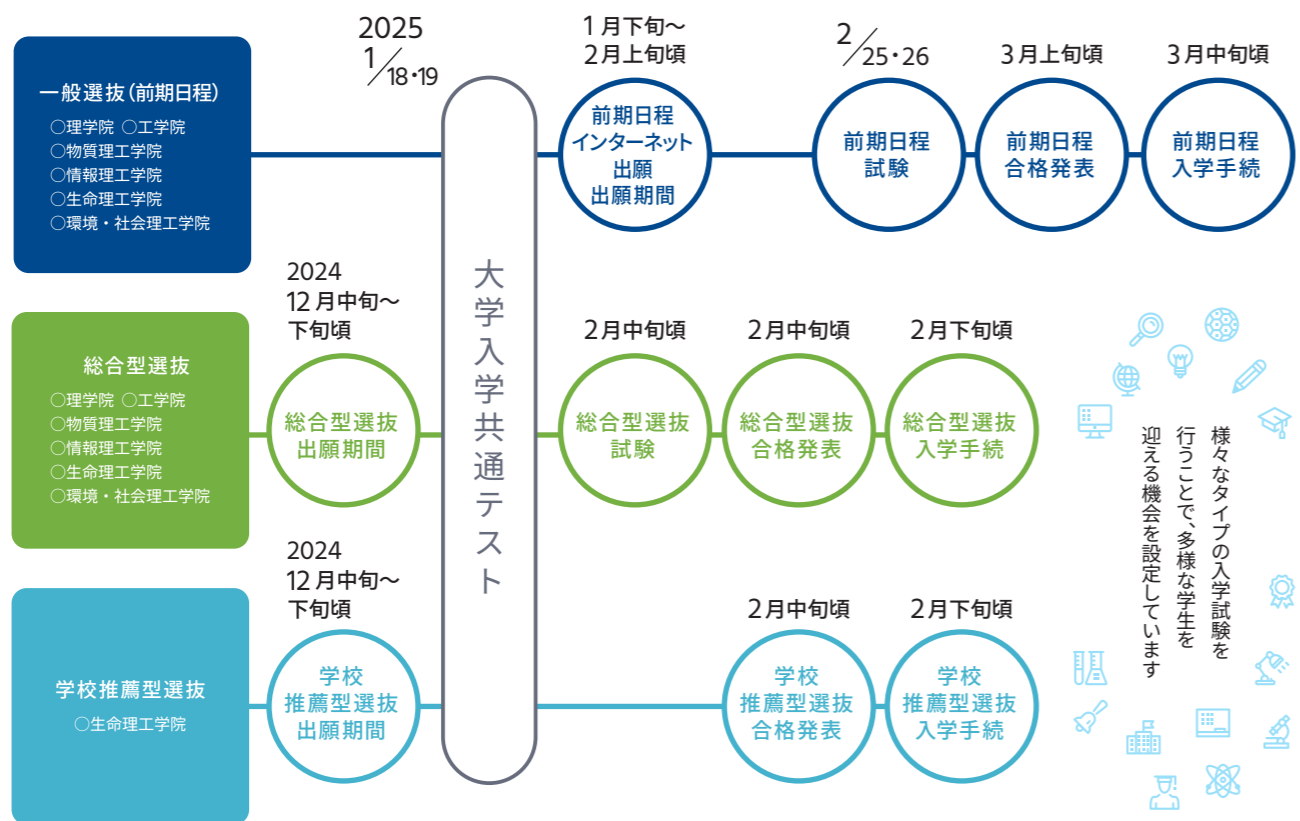 一般選抜(前期日程)
○理学院 ○工学院
○物質理工学院
○情報理工学院
○生命理工学院
○環境・社会理工学院
2025
1/18・19
大学入学共通テスト
1月下旬〜
2月上旬頃
前期日程
インターネット
出願
出願期間
2/25・26
前期日程
試験
3月上旬頃
前期日程
合格発表
3月中旬頃
前期日程
入学手続
総合型選抜
○理学院 ○工学院
○物質理工学院
○情報理工学院
○生命理工学院
○環境・社会理工学院
2024
12月中旬〜
下旬頃
総合型選抜
出願期間
2月中旬頃
総合型選抜
試験
2月中旬頃
総合型選抜
合格発表
2月下旬頃
総合型選抜
入学手続
学校推薦型選抜
○生命理工学院
2024
12月中旬〜
下旬頃
学校
推薦型選抜
出願期間
2月中旬頃
学校
推薦型選抜
合格発表
2月下旬頃
学校
推薦型選抜
入学手続
様々なタイプの入学試験を
行うことで、多様な学生を
迎える機会を設定しています